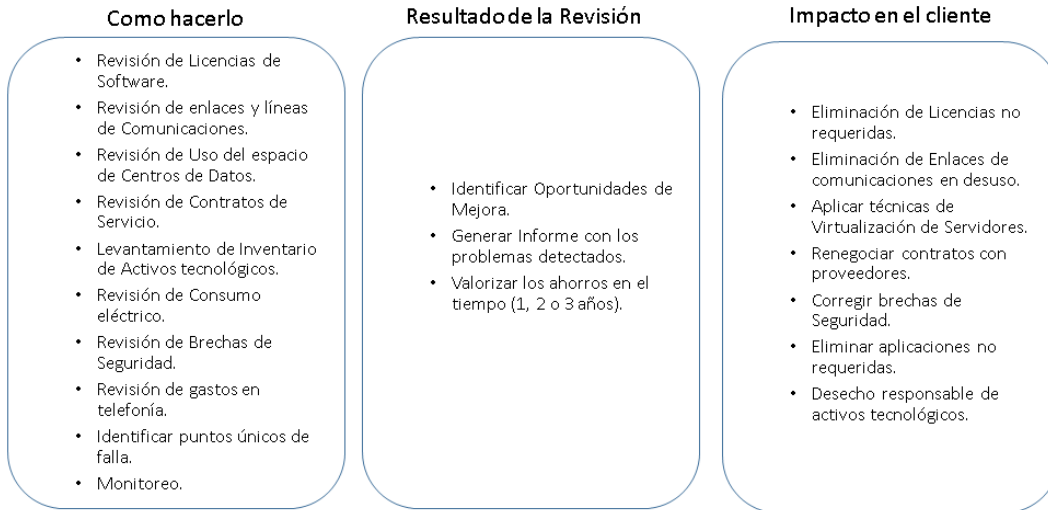 Como hacerlo
• Revisión de Licencias de
Software.
• Revisión de enlaces y líneas
de Comunicaciones.
• Revisión de Uso del espacio
de Centros de Datos.
• Revisión de Contratos de
Servicio.
• Levantamiento de Inventario
de Activos tecnológicos.
• Revisión de Consumo
eléctrico.
• Revisión de Brechas de
Seguridad.
• Revisión de gastos en
telefonía.
• Identificar puntos únicos de
falla.
• Monitoreo.
Resultado de la Revisión
• Identificar Oportunidades de
Mejora.
• Generar Informe con los
problemas detectados.
• Valorizar los ahorros en el
tiempo (1, 2 o 3 años).
Impacto en el cliente
• Eliminación de Licencias no
requeridas.
• Eliminación de Enlaces de
comunicaciones en desuso.
• Aplicar técnicas de
Virtualización de Servidores.
• Renegociar contratos con
proveedores.
• Corregir brechas de
Seguridad.
• Eliminar aplicaciones no
requeridas.
• Desecho responsable de
activos tecnológicos.